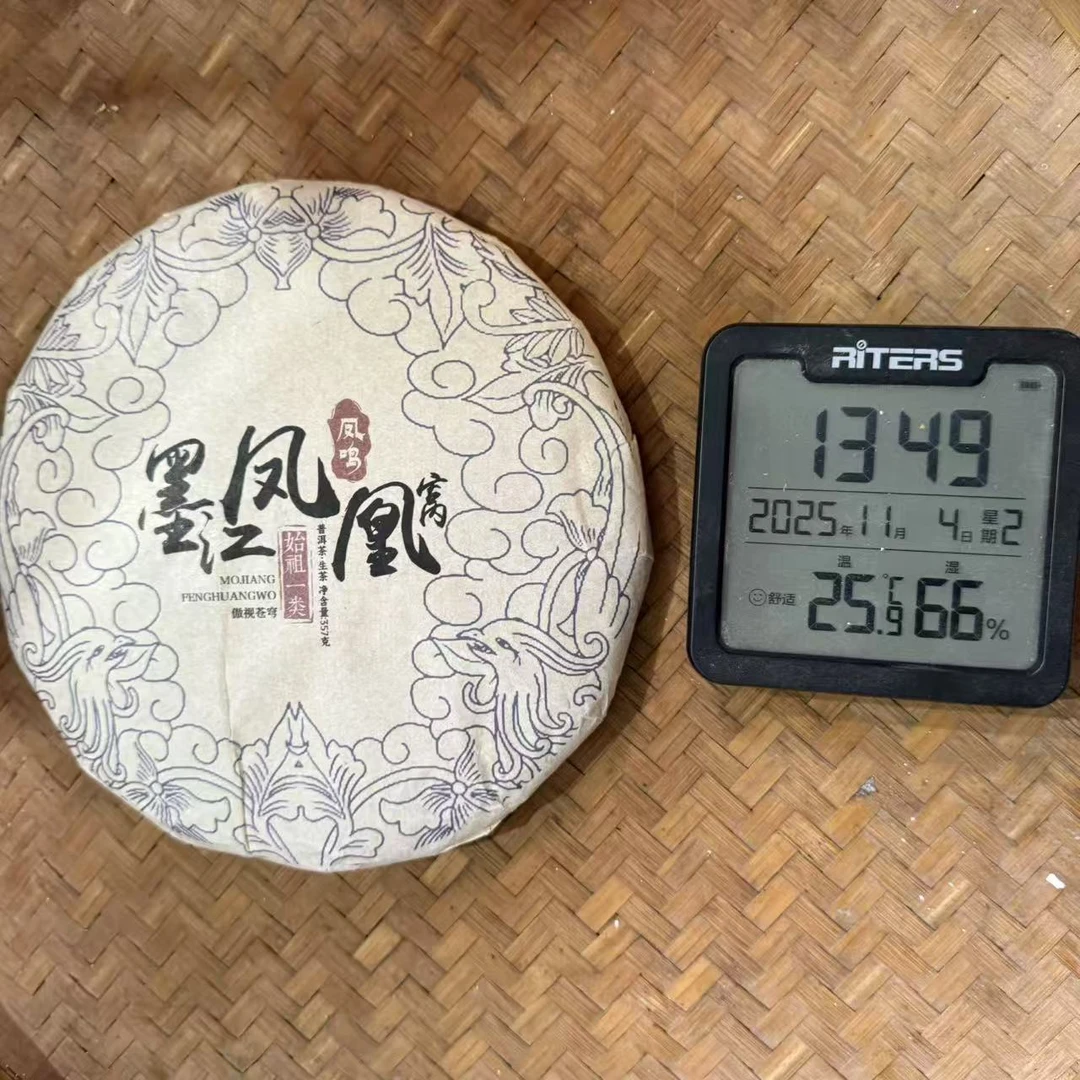 凤鸣
墨江凤凰窝
始祖一类
普洱茶·生茶 净含量357克
MOJIANG
FENGHUANGWO
傲视苍穹
RITERS
13 49
2025年11月 4日 星期2
温 湿
舒适 25.9℃ 66%